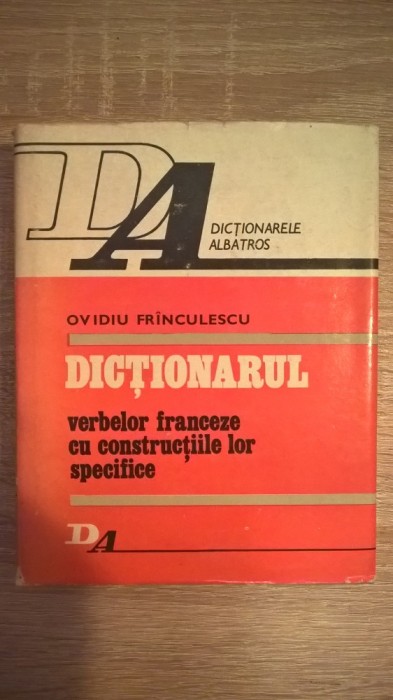 DA
DICȚIONARELE
ALBATROS
OVIDIU FRÎNCULESCU
DICȚIONARUL
verbelor franceze
cu construcțiile lor
specifice
DA